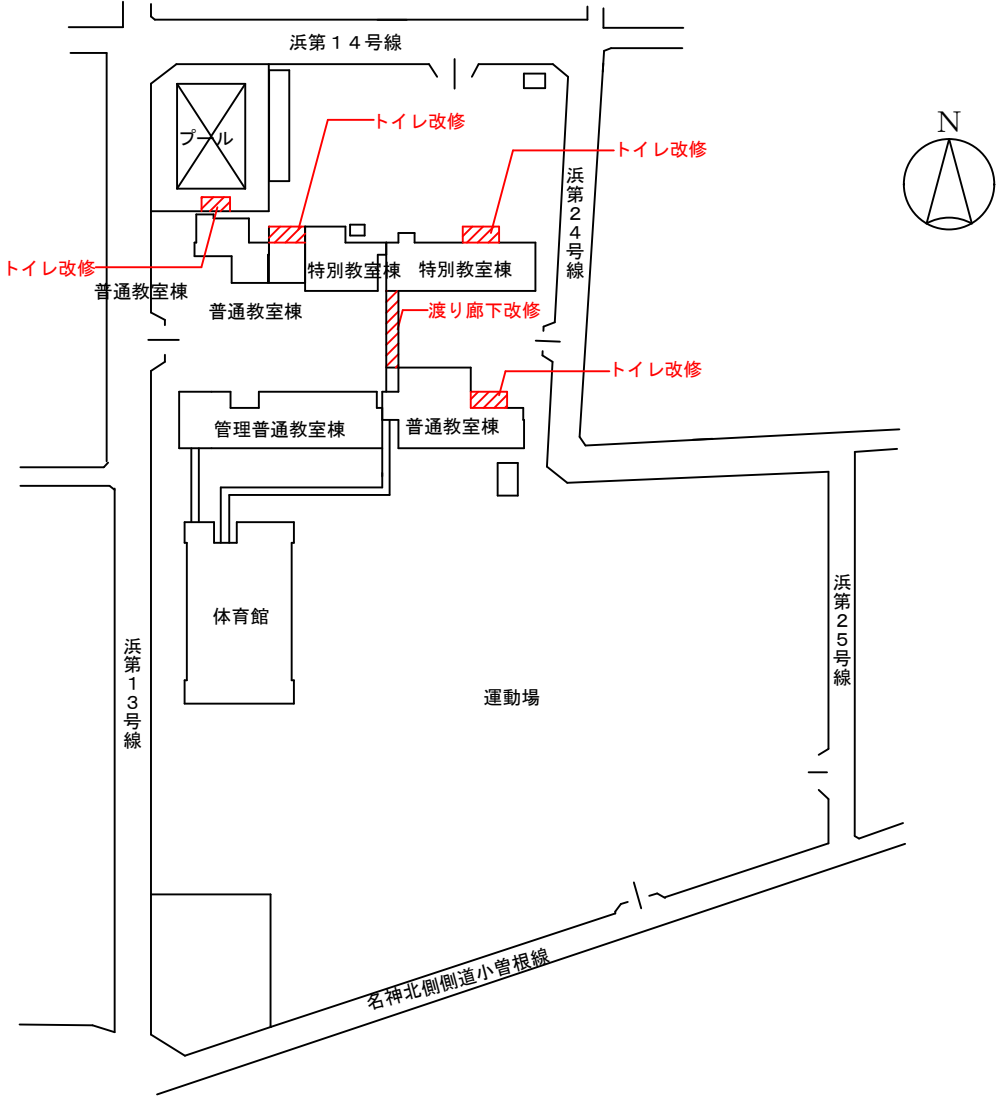 浜第１４号線
トイレ改修
トイレ改修
N
プール
浜第２４号線
トイレ改修
特別教室棟
特別教室棟
普通教室棟
普通教室棟
渡り廊下改修
トイレ改修
管理普通教室棟
普通教室棟
体育館
浜第２５号線
浜第１３号線
運動場
名神北側側道小曽根線